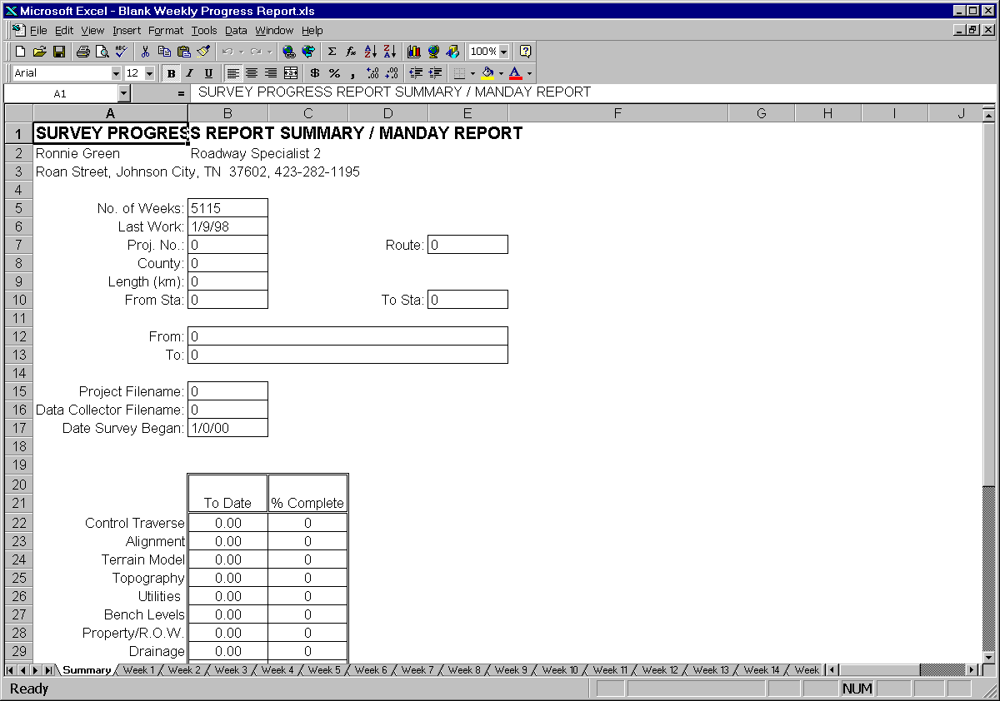 Microsoft Excel - Blank Weekly Progress Report.xls
File Edit View Insert Format Tools Data Window Help
100%
Arial 12 B I U $ % ,
A1 = SURVEY PROGRESS REPORT SUMMARY / MANDAY REPORT
A B C D E F G H I J
1 SURVEY PROGRESS REPORT SUMMARY / MANDAY REPORT
2 Ronnie Green Roadway Specialist 2
3 Roan Street, Johnson City, TN 37602, 423-282-1195
4
5 No. of Weeks: 5115
6 Last Work: 1/9/98
7 Proj. No.: 0 Route: 0
8 County: 0
9 Length (km): 0
10 From Sta: 0 To Sta: 0
11
12 From: 0
13 To: 0
14
15 Project Filename: 0
16 Data Collector Filename: 0
17 Date Survey Began: 1/0/00
18
19
20
21 To Date % Complete
22 Control Traverse 0.00 0
23 Alignment 0.00 0
24 Terrain Model 0.00 0
25 Topography 0.00 0
26 Utilities 0.00 0
27 Bench Levels 0.00 0
28 Property/R.O.W. 0.00 0
29 Drainage 0.00 0
Summary Week 1 Week 2 Week 3 Week 4 Week 5 Week 6 Week 7 Week 8 Week 9 Week 10 Week 11 Week 12 Week 13 Week 14 Week
Ready NUM